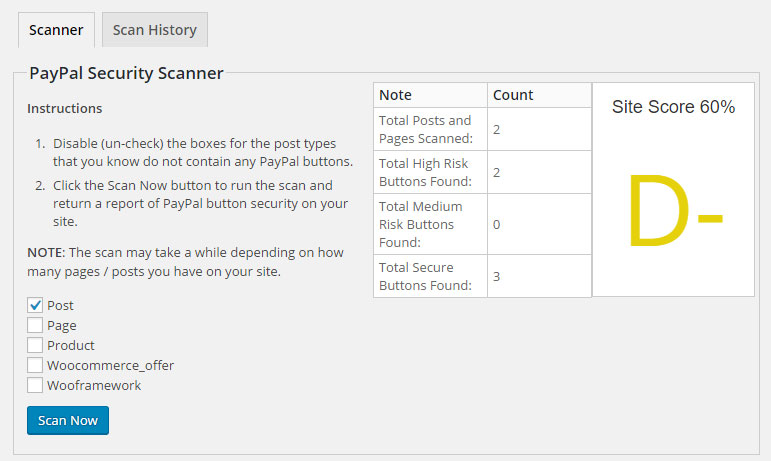 Scanner
Scan History
PayPal Security Scanner
Instructions
1. Disable (un-check) the boxes for the post types
that you know do not contain any PayPal buttons.
2. Click the Scan Now button to run the scan and
return a report of PayPal button security on your
site.
NOTE: The scan may take a while depending on how
many pages / posts you have on your site.
Post
Page
Product
Woocommerce_offer
Wooframework
Scan Now
Note Count
Total Posts and
Pages Scanned: 2
Total High Risk
Buttons Found: 2
Total Medium
Risk Buttons
Found: 0
Total Secure
Buttons Found: 3
Site Score 60%
D-